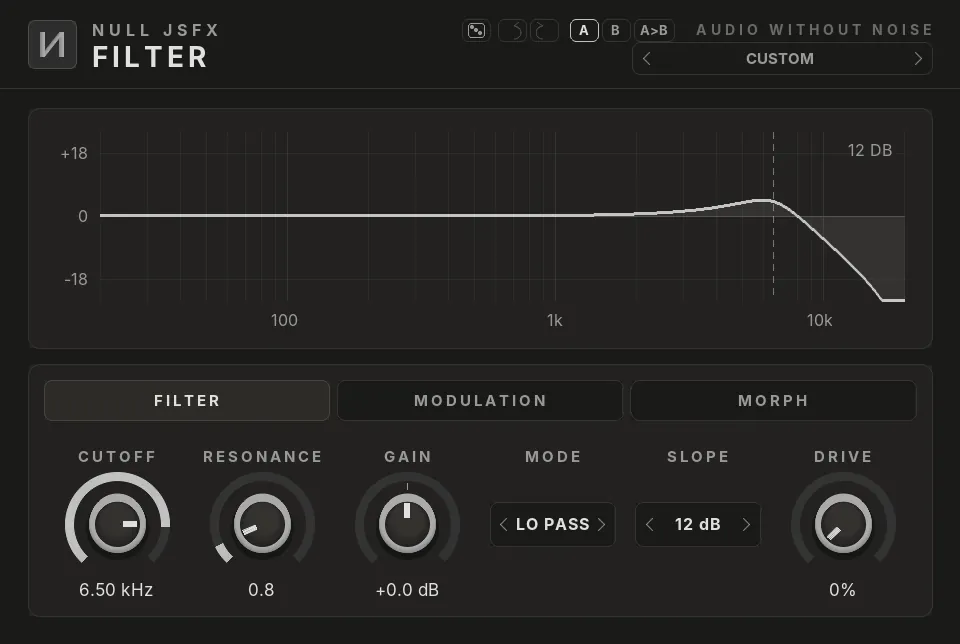 NULL JSFX
FILTER
A B A>B
AUDIO WITHOUT NOISE
CUSTOM
+18
12 DB
0
-18
100 1k 10k
FILTER MODULATION MORPH
CUTOFF RESONANCE GAIN MODE SLOPE DRIVE
LO PASS 12 dB
6.50 kHz 0.8 +0.0 dB 0%